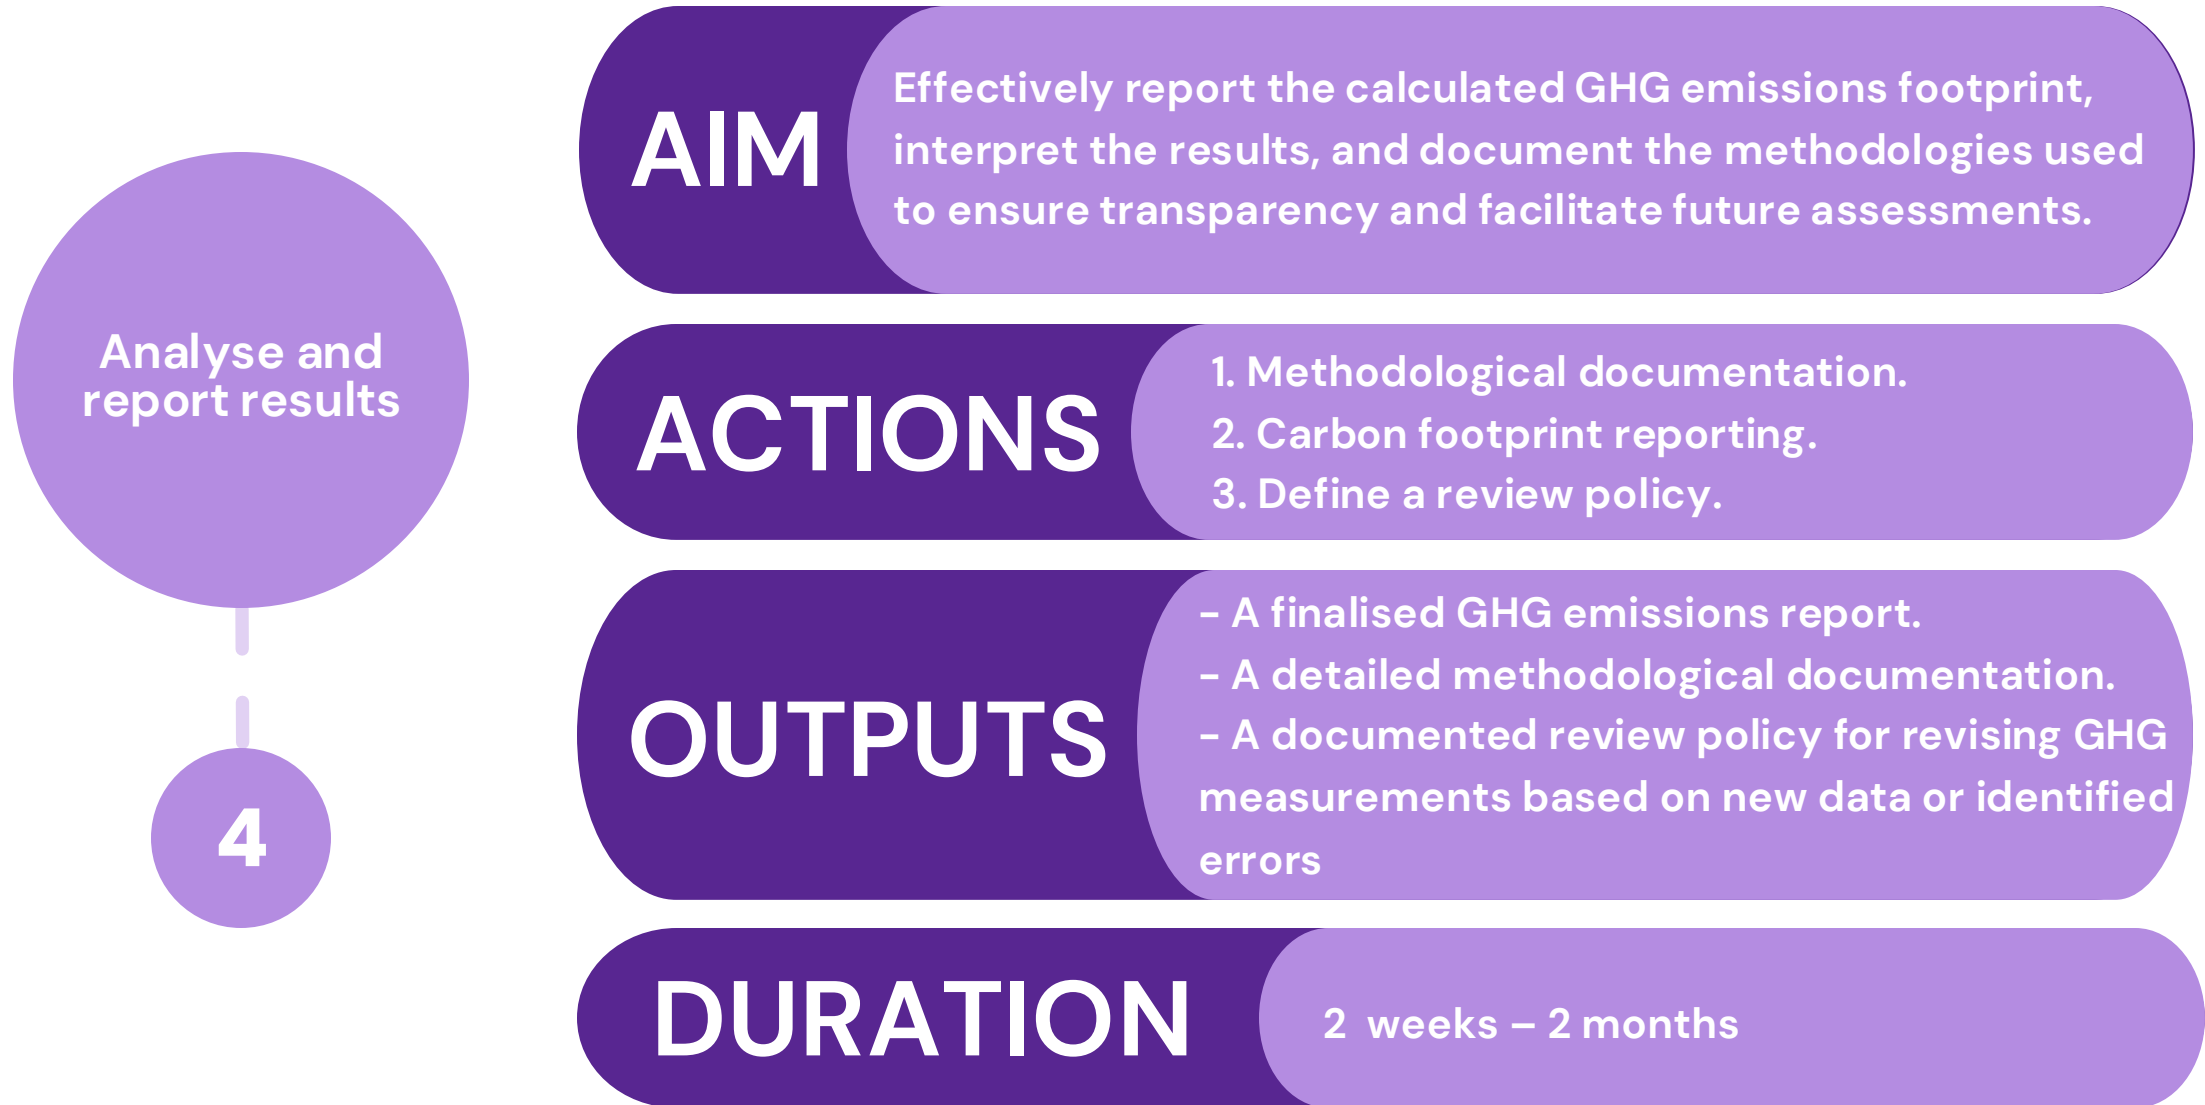 Analyse and
report results
4
AIM
Effectively report the calculated GHG emissions footprint,
interpret the results, and document the methodologies used
to ensure transparency and facilitate future assessments.
ACTIONS
1. Methodological documentation.
2. Carbon footprint reporting.
3. Define a review policy.
OUTPUTS
- A finalised GHG emissions report.
- A detailed methodological documentation.
- A documented review policy for revising GHG
measurements based on new data or identified
errors
DURATION
2 weeks – 2 months